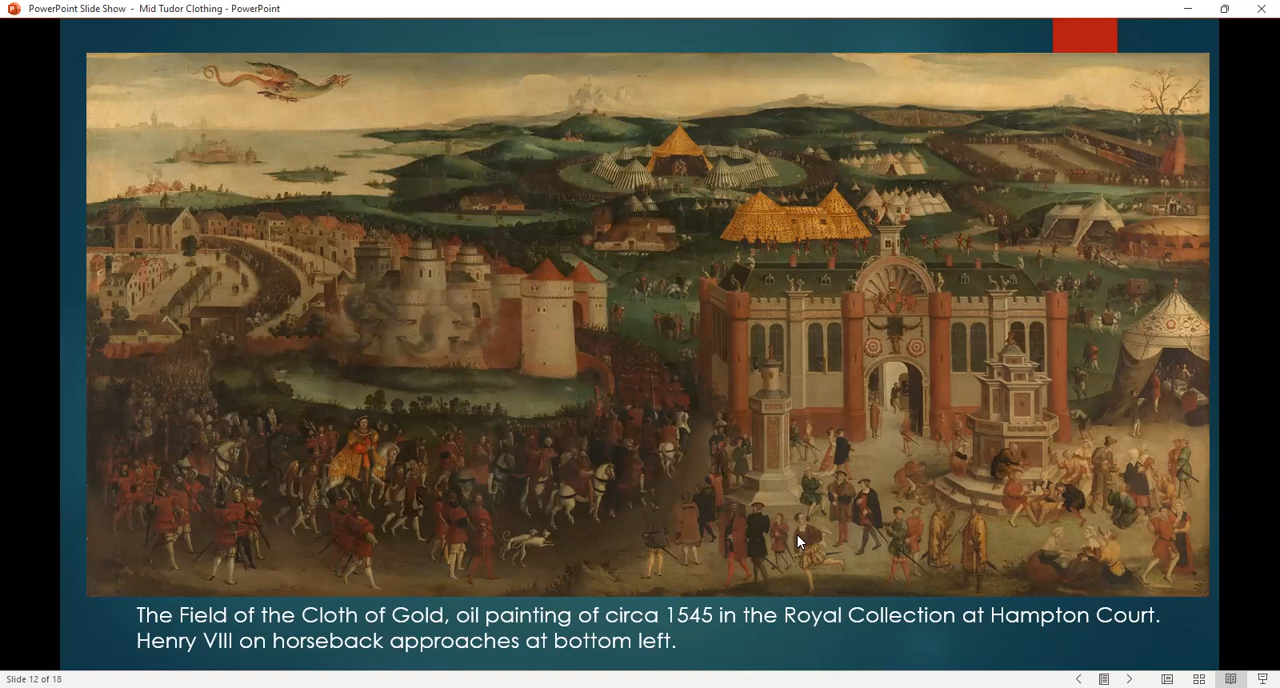 PowerPoint Slide Show - Mid Tudor Clothing - PowerPoint
The Field of the Cloth of Gold, oil painting of circa 1545 in the Royal Collection at Hampton Court.
Henry VIII on horseback approaches at bottom left.
Slide 12 of 18